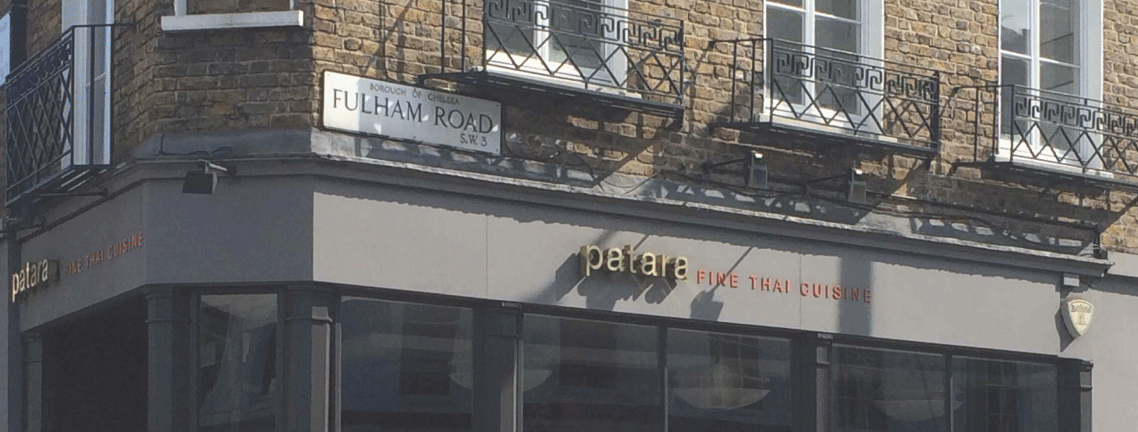 BOROUGH OF CHELSEA
FULHAM ROAD
S.W.3
patara FINE THAI CUISINE
patara FINE THAI CUISINE